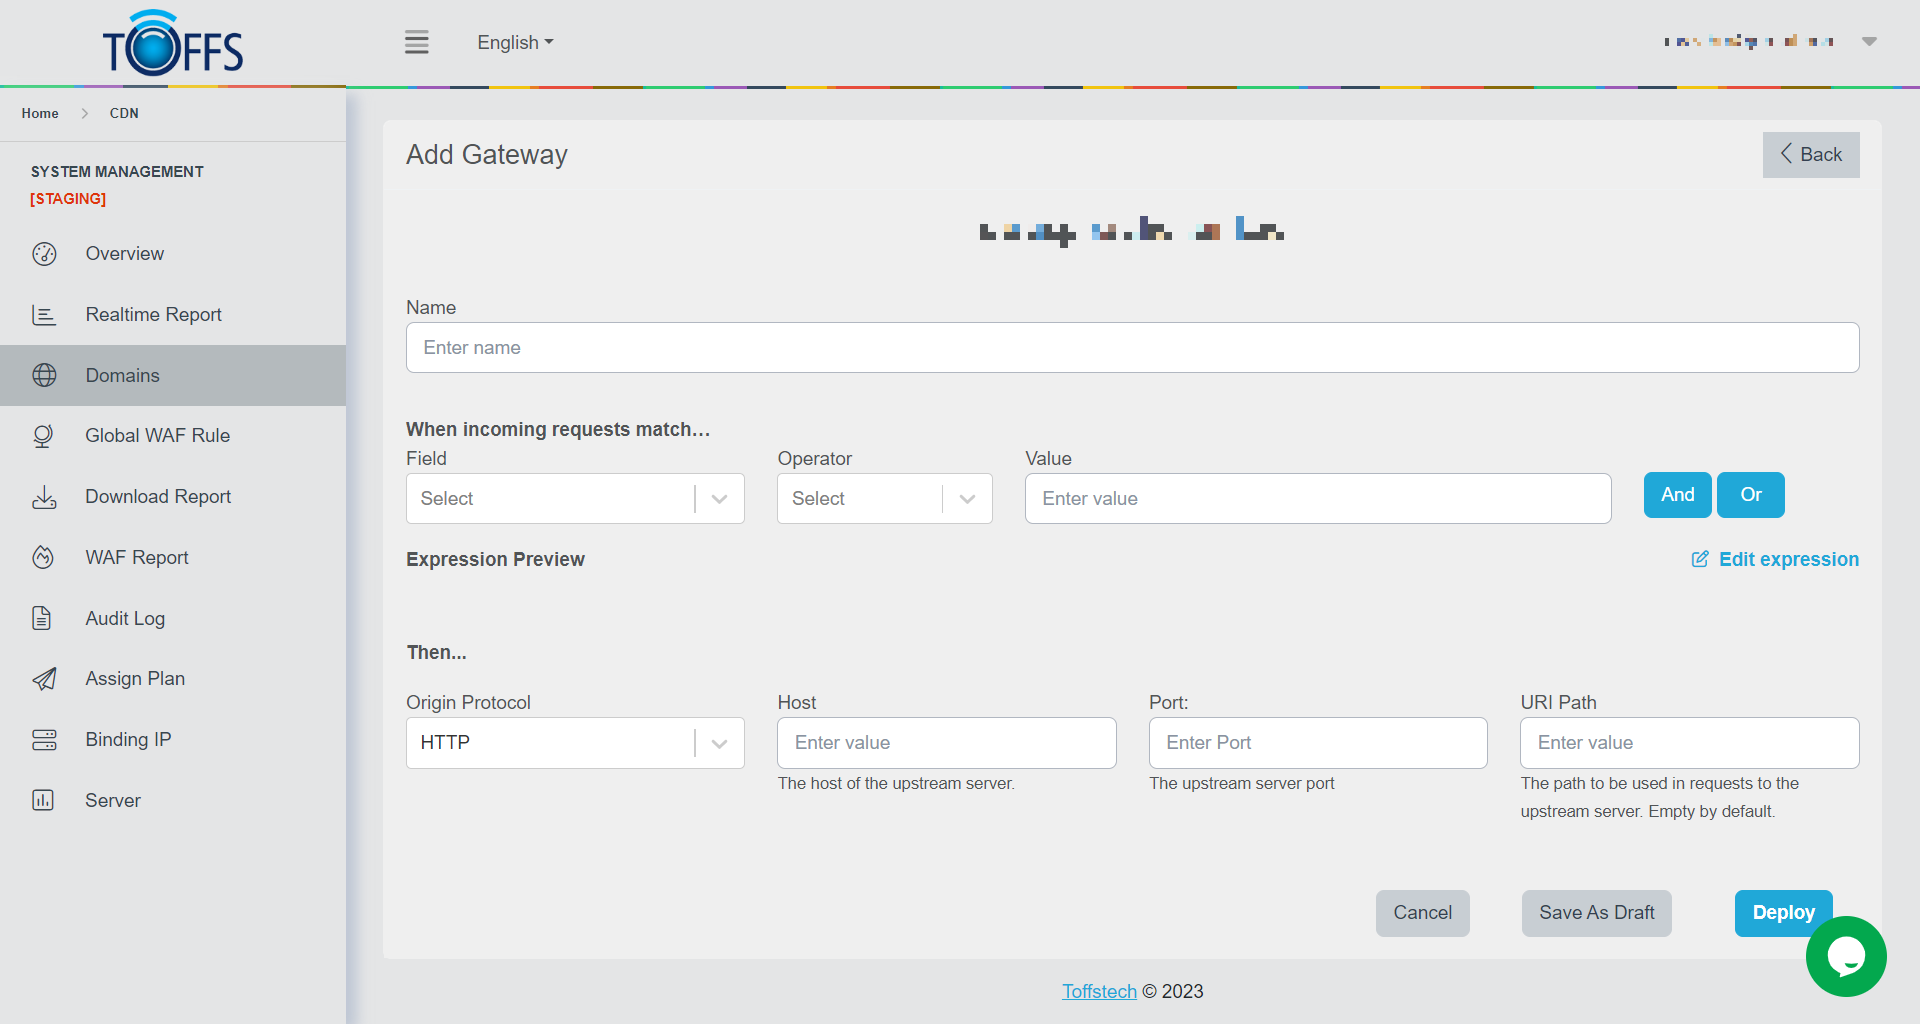 TOFFS
English
Home > CDN
SYSTEM MANAGEMENT
[STAGING]
Overview
Realtime Report
Domains
Global WAF Rule
Download Report
WAF Report
Audit Log
Assign Plan
Binding IP
Server
Add Gateway
Back
Name
Enter name
When incoming requests match...
Field Operator Value
Select Select Enter value And Or
Expression Preview Edit expression
Then...
Origin Protocol Host Port: URI Path
HTTP Enter value Enter Port Enter value
The host of the upstream server. The upstream server port The path to be used in requests to the
upstream server. Empty by default.
Cancel Save As Draft Deploy
Toffstech © 2023